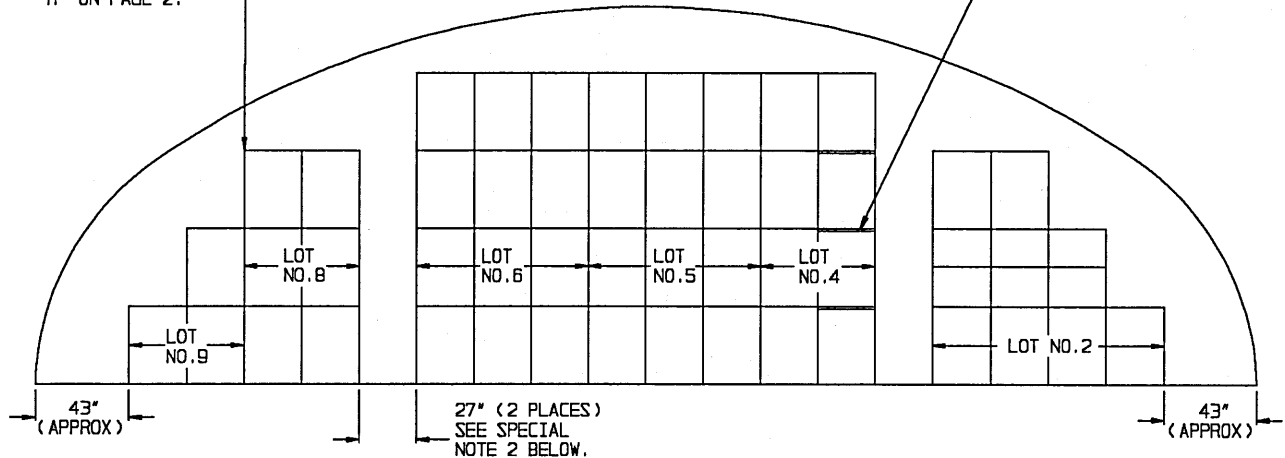 ON PAGE 2.
LOT
NO.8
LOT
NO.6
LOT
NO.5
LOT
NO.4
LOT
NO.9
LOT NO.2
43"
(APPROX)
27" (2 PLACES)
SEE SPECIAL
NOTE 2 BELOW.
43"
(APPROX)